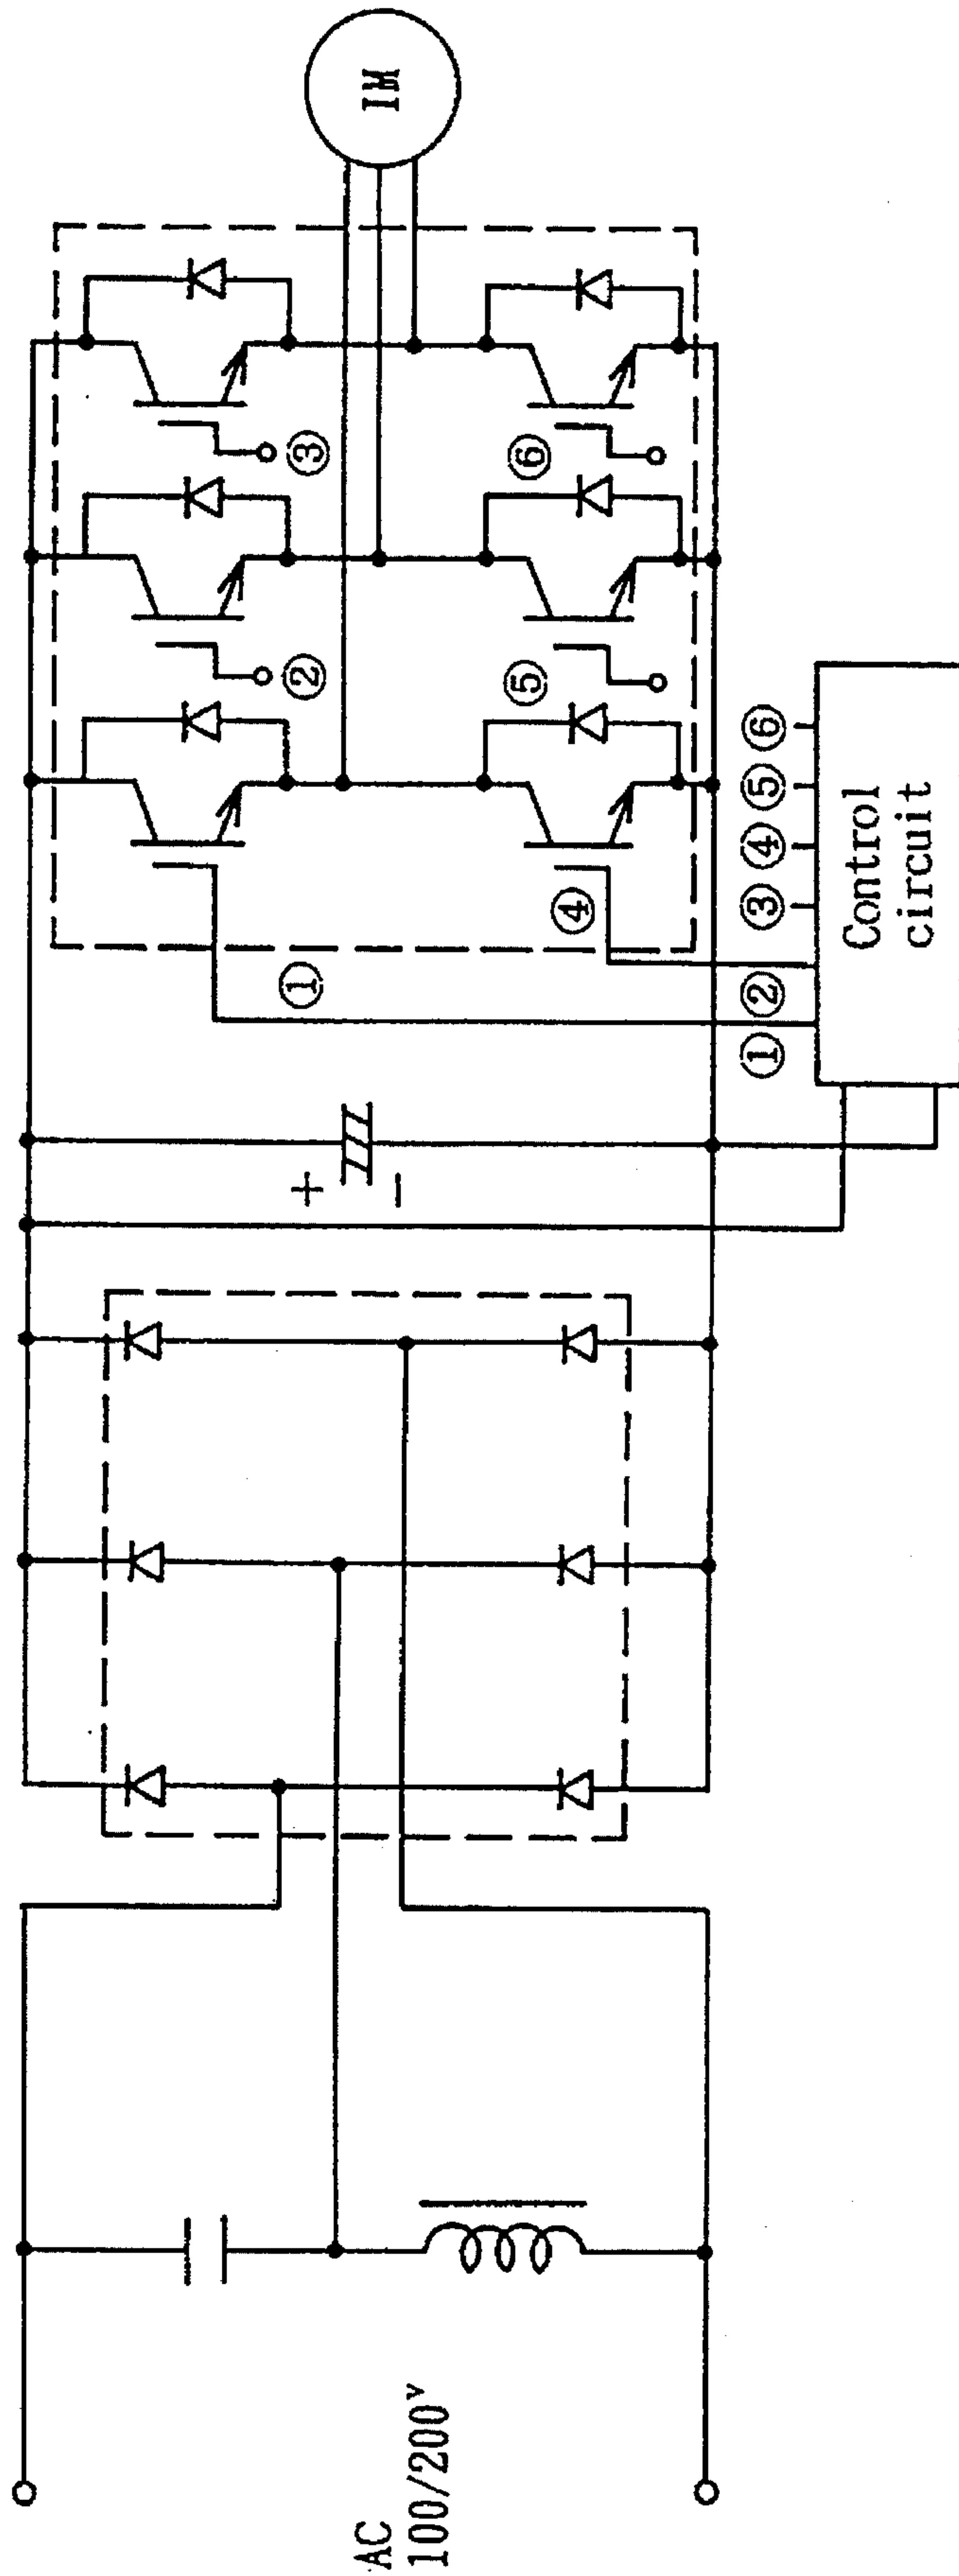 AC
100/200V
+
−
①
②
③
④
⑤
⑥
IM
① ② ③ ④ ⑤ ⑥
Control
circuit